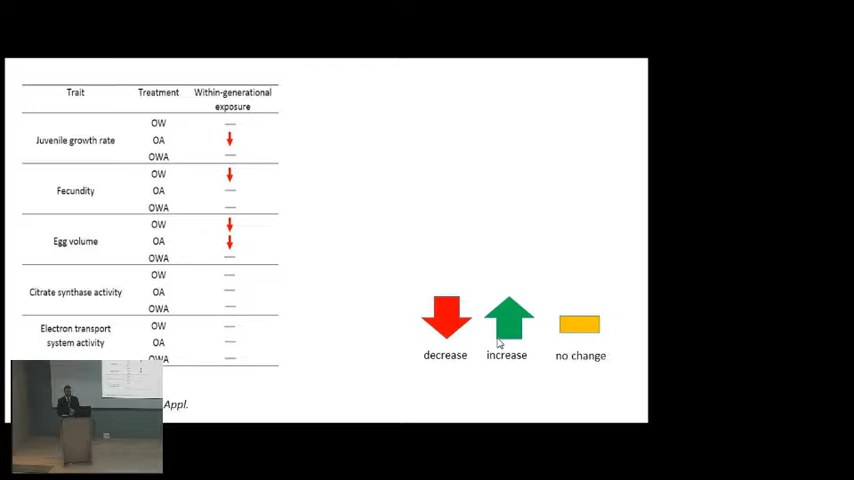 Trait Treatment Within-generational
exposure
OW
Juvenile growth rate OA
OWA
OW
Fecundity OA
OWA
OW
Egg volume OA
OWA
OW
Citrate synthase activity OA
OWA
Electron transport OW
system activity OA
OWA
decrease increase no change
Appl.